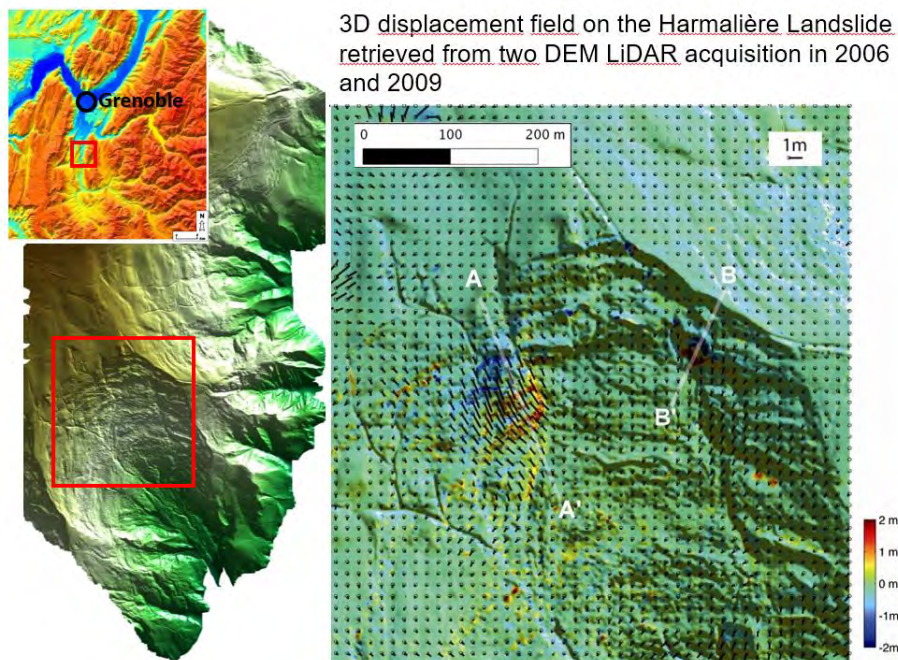 3D displacement field on the Harmalière Landslide
retrieved from two DEM LiDAR acquisition in 2006
and 2009
Grenoble
N
0 100 200 m
1m
A
B
B'
A'
2 m
1 m
0 m
-1m
-2m